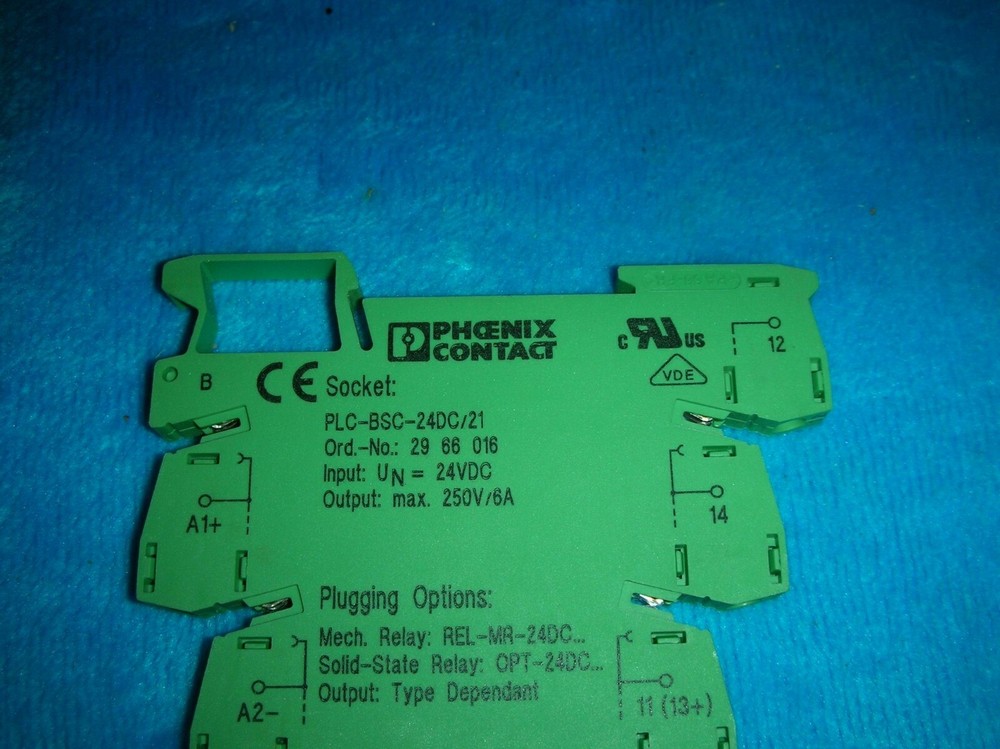 PHŒNIX
CONTACT
c RU us
VDE
12
B
CE Socket:
PLC-BSC-24DC/21
Ord.-No.: 29 66 016
Input: UN = 24VDC
Output: max. 250V/6A
A1+
14
Plugging Options:
Mech. Relay: REL-MR-24DC...
Solid-State Relay: OPT-24DC...
Output: Type Dependant
A2-
11 (13+)